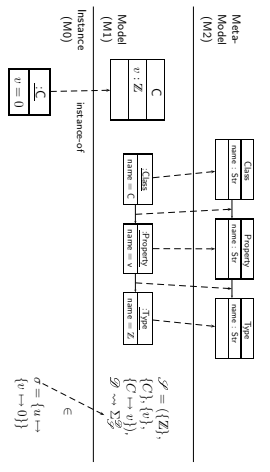 Meta-
Model
(M2)
Class
name : Str
Property
name : Str
Type
name : Str
Model
(M1)
C
v : ℤ
:Class
name = C
:Property
name = v
:Type
name = ℤ
𝒮 = ({ℤ},
{C}, {v},
{C ↦ v}),
𝒟 ⇝ Σ𝒟𝒮
Instance
(M0)
:C
v = 0
instance-of
∈
σ = {u ↦
{v ↦ 0}}